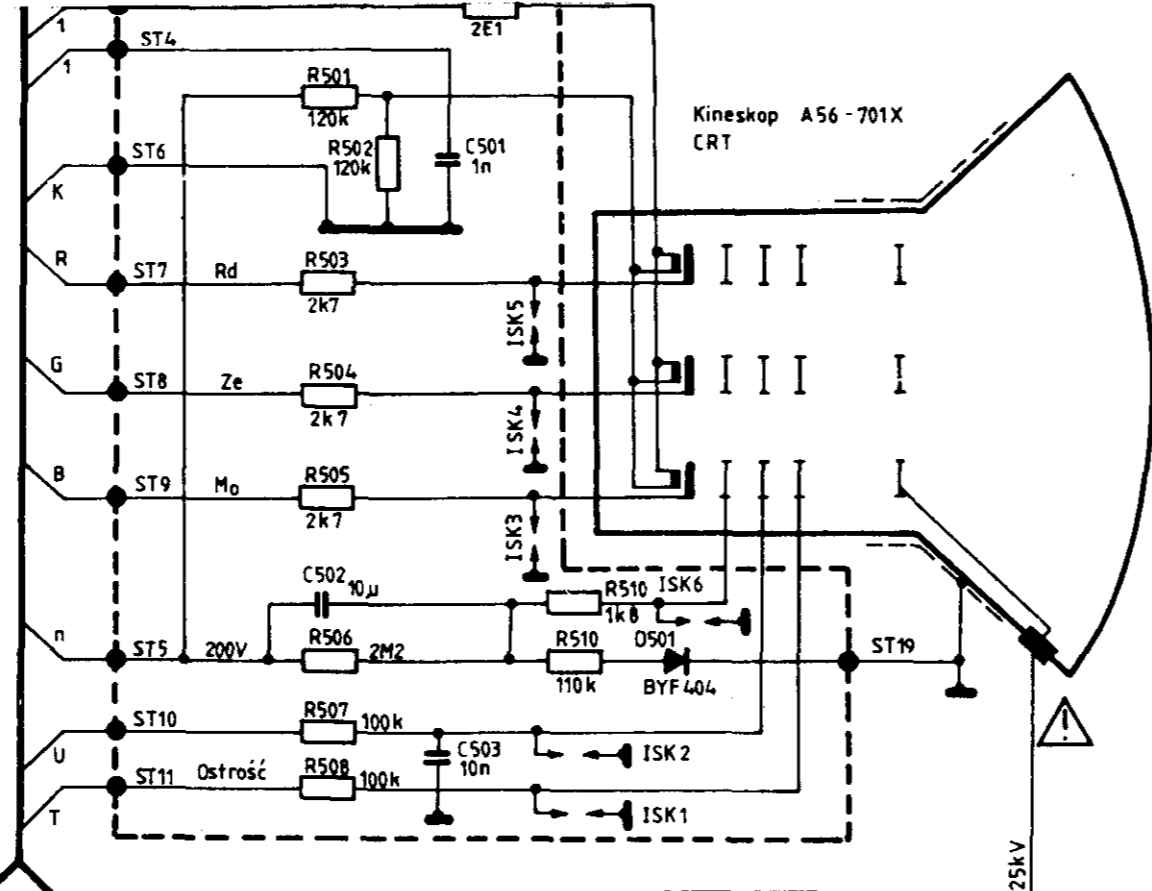 1
2E1
ST4
1
R501
120k
Kineskop A56-701X
CRT
R502
120k
C501
1n
ST6
K
R
ST7
Rd
R503
2k7
ISK5
G
ST8
Ze
R504
2k7
ISK4
B
ST9
Mo
R505
2k7
ISK3
C502
10µ
R510
1k8
ISK6
n
ST5
200V
R506
2M2
R510
110k
D501
BYF404
ST19
ST10
U
R507
100k
C503
10n
ISK2
ST11
Ostrość
R508
100k
ISK1
T
!
25kV